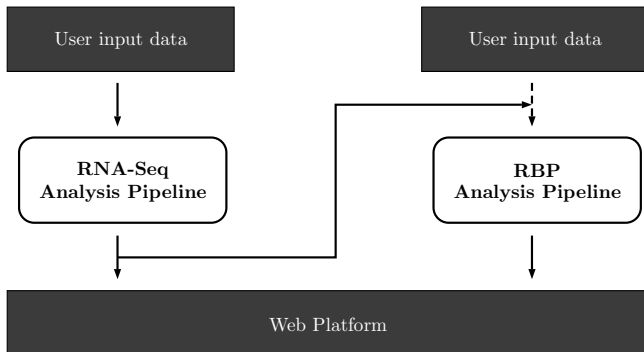 User input data
User input data
RNA-Seq
Analysis Pipeline
RBP
Analysis Pipeline
Web Platform